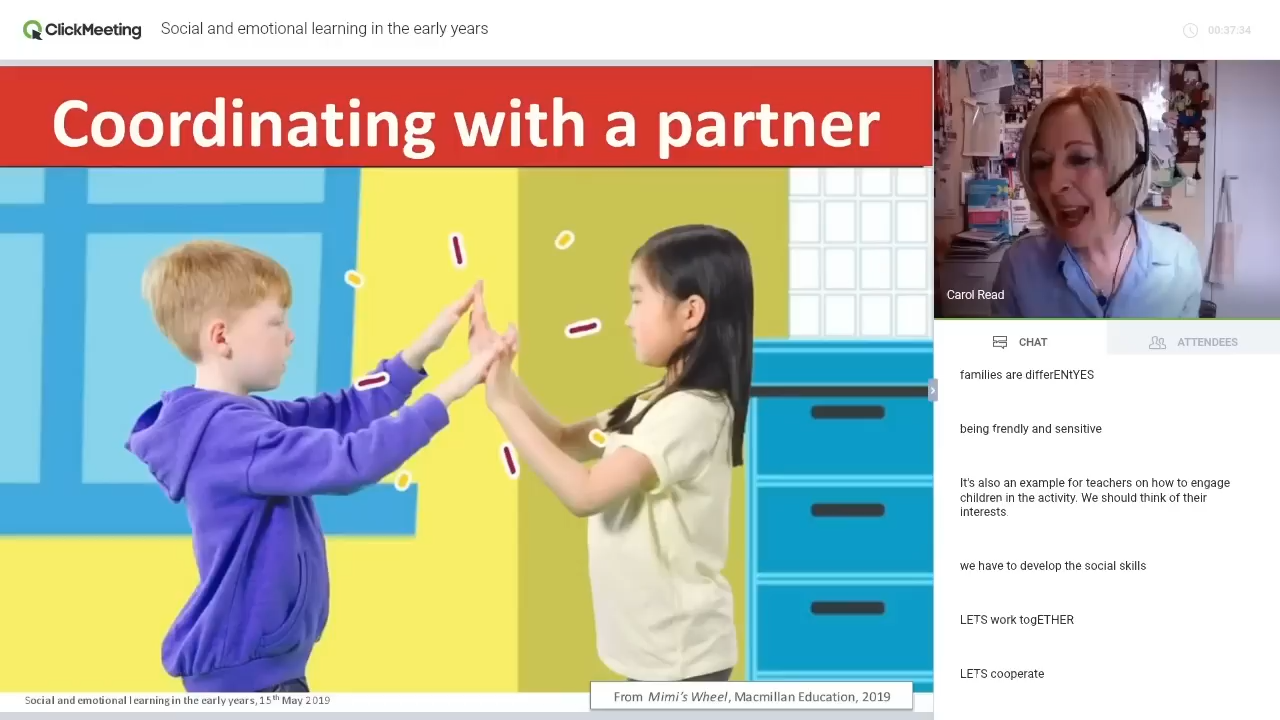 ClickMeeting
Social and emotional learning in the early years
00:37:34
Coordinating with a partner
Social and emotional learning in the early years, 15th May 2019
From Mimi's Wheel, Macmillan Education, 2019
Carol Read
CHAT
ATTENDEES
families are differENtYES
being frendly and sensitive
It's also an example for teachers on how to engage
children in the activity. We should think of their
interests
we have to develop the social skills
LETS work togETHER
LETS cooperate